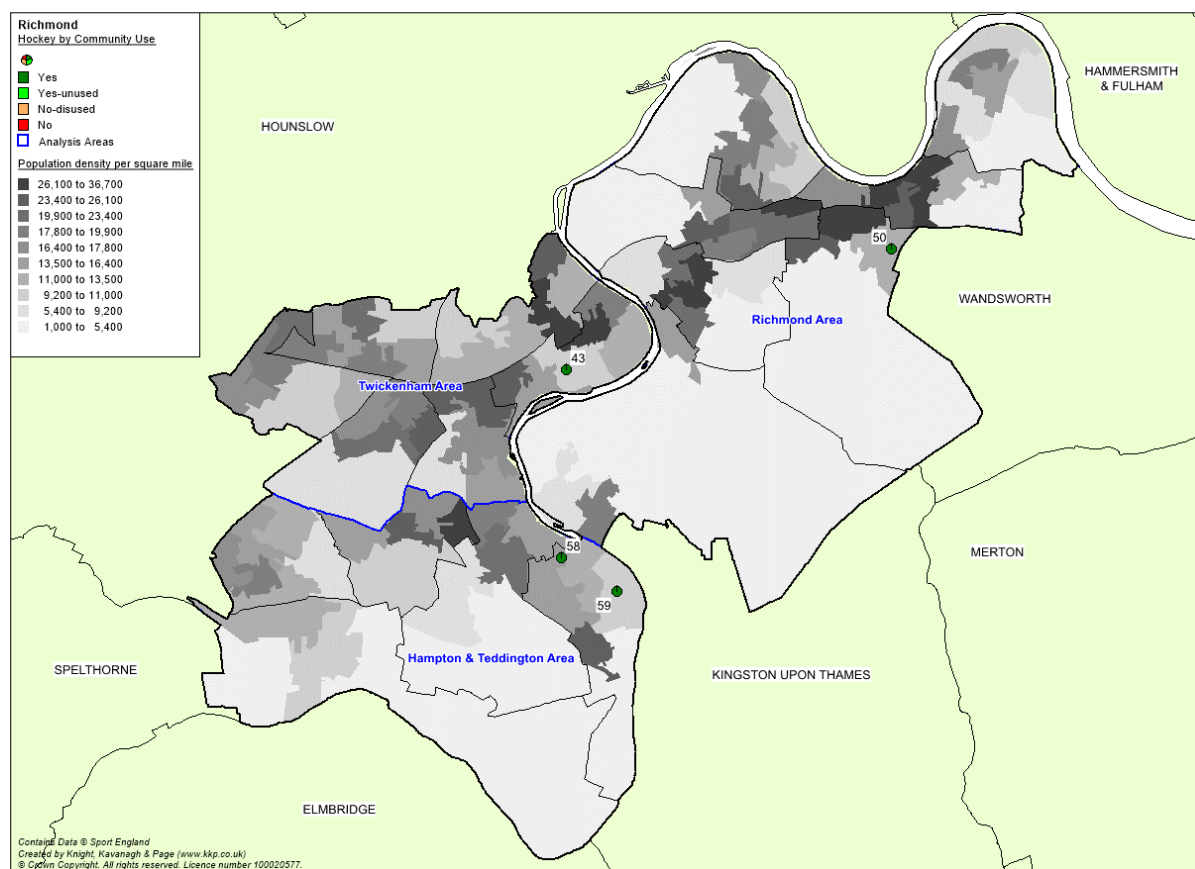 Richmond
Hockey by Community Use
Yes
Yes-unused
No-disused
No
Analysis Areas
Population density per square mile
26,100 to 36,700
23,400 to 26,100
19,900 to 23,400
17,800 to 19,900
16,400 to 17,800
13,500 to 16,400
11,000 to 13,500
9,200 to 11,000
5,400 to 9,200
1,000 to 5,400
HAMMERSMITH
& FULHAM
HOUNSLOW
50
WANDSWORTH
Richmond Area
43
Twickenham Area
58
MERTON
59
Hampton & Teddington Area
SPELTHORNE
KINGSTON UPON THAMES
ELMBRIDGE
Contains Data © Sport England
Created by Knight, Kavanagh & Page (www.kkp.co.uk)
© Crown Copyright. All rights reserved. Licence number 100020577.